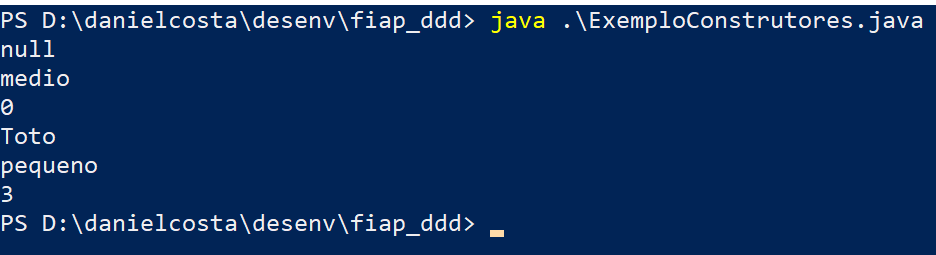 PS D:\danielcosta\desenv\fiap_ddd> java .\ExemploConstrutores.java
null
medio
0
Toto
pequeno
3
PS D:\danielcosta\desenv\fiap_ddd>